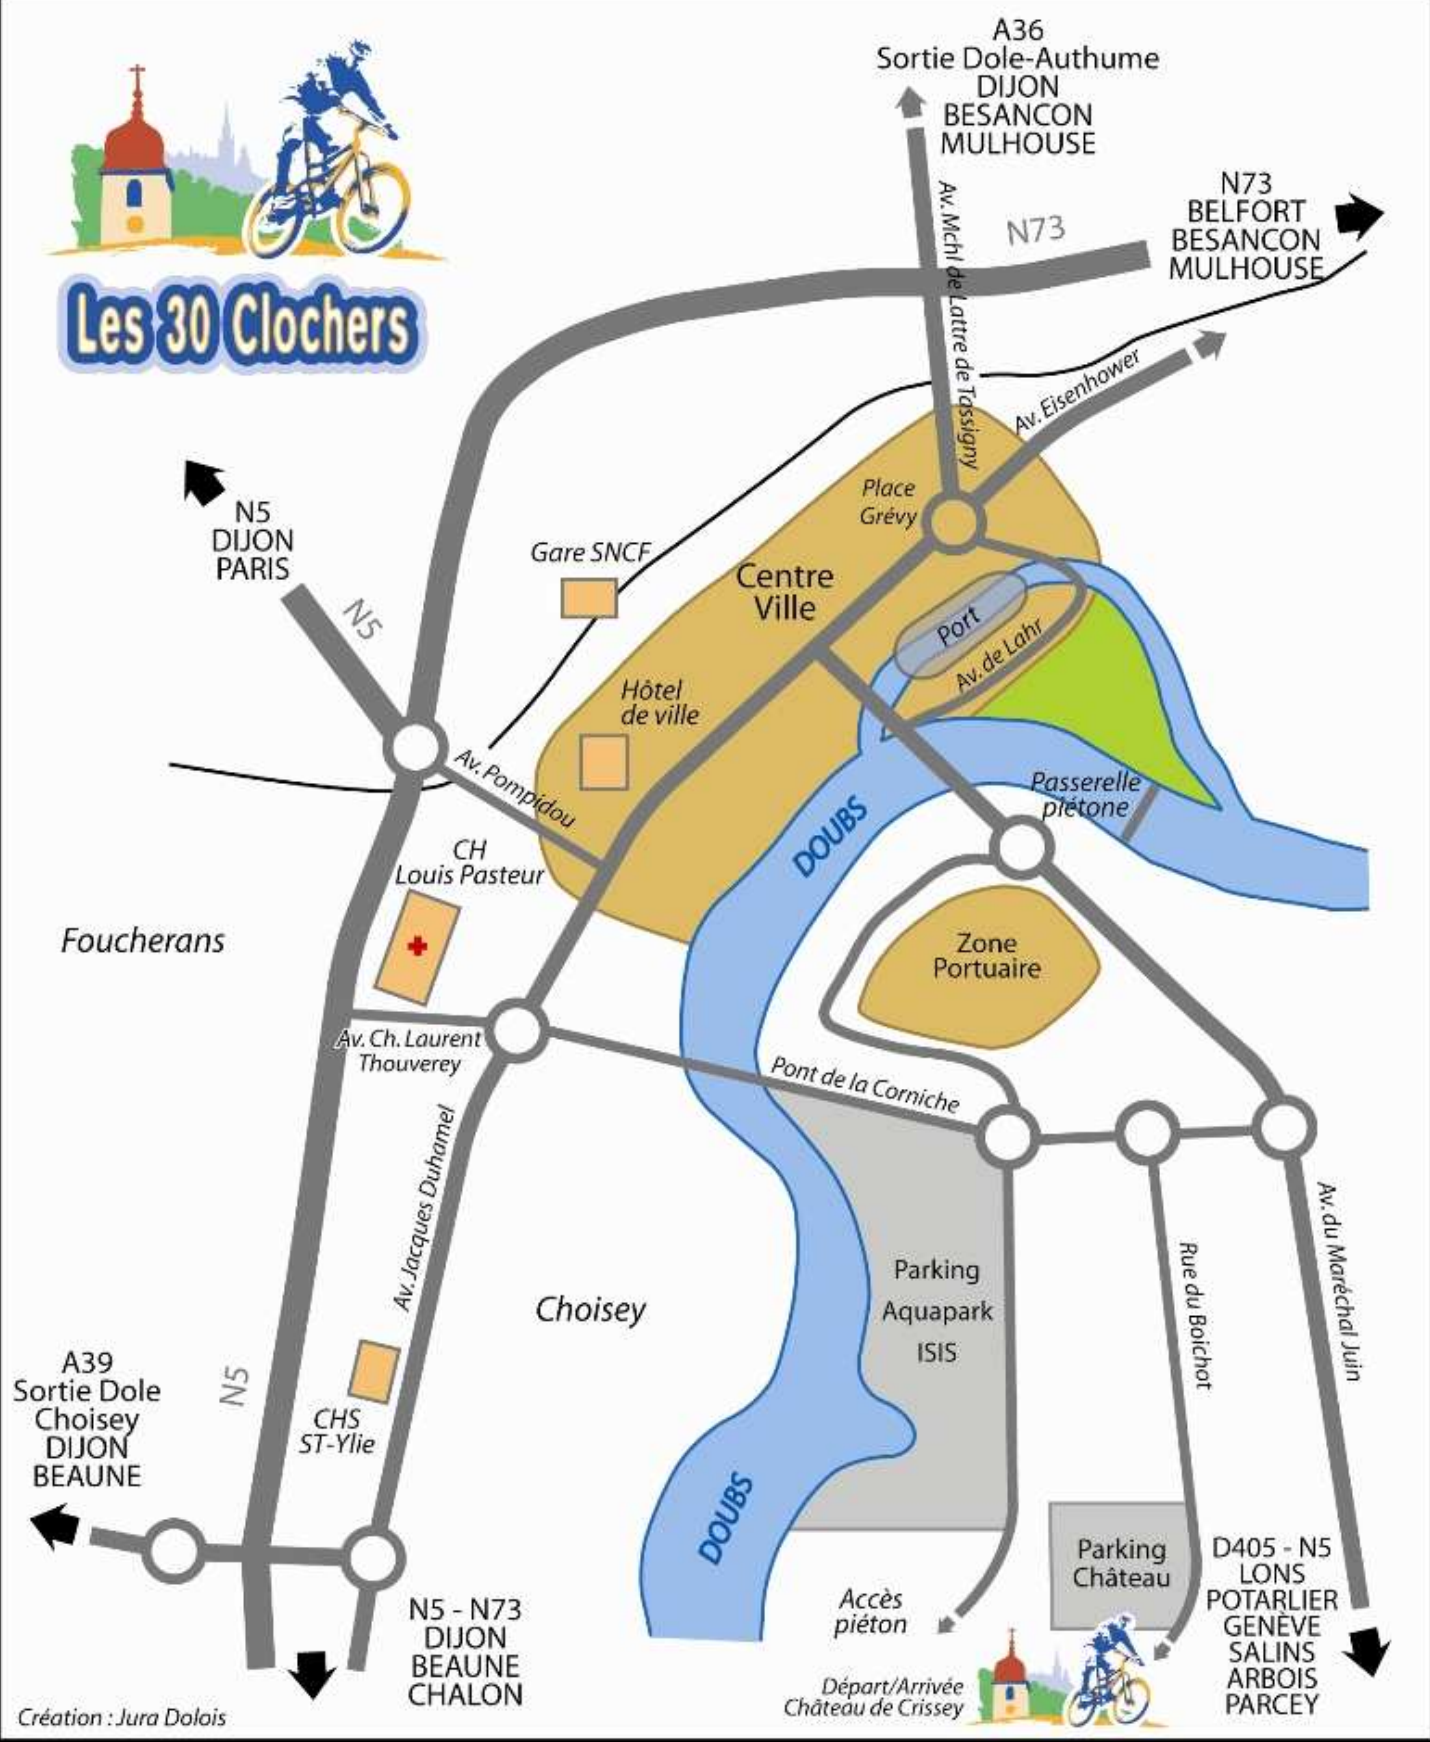 A36
Sortie Dole-Authume
DIJON
BESANCON
MULHOUSE
N73
BELFORT
BESANCON
MULHOUSE
N73
Av. Mchl de Lattre de Tassigny
Les 30 Clochers
Av. Eisenhower
N5
DIJON
PARIS
N5
Place
Grévy
Gare SNCF
Centre
Ville
Port
Av. de Lahr
Hôtel
de ville
Av. Pompidou
Passerelle
piétone
DOUBS
CH
Louis Pasteur
Foucherans
Zone
Portuaire
Av. Ch. Laurent
Thouverey
Pont de la Corniche
Av. Jacques Duhamel
Av. du Maréchal Juin
Rue du Boichot
Parking
Aquapark
ISIS
Choisey
A39
Sortie Dole
Choisey
DIJON
BEAUNE
N5
CHS
ST-Ylie
DOUBS
Parking
Château
D405 - N5
LONS
POTARLIER
GENÈVE
SALINS
ARBOIS
PARCEY
Accès
piéton
N5 - N73
DIJON
BEAUNE
CHALON
Départ/Arrivée
Château de Crissey
Création : Jura Dolois